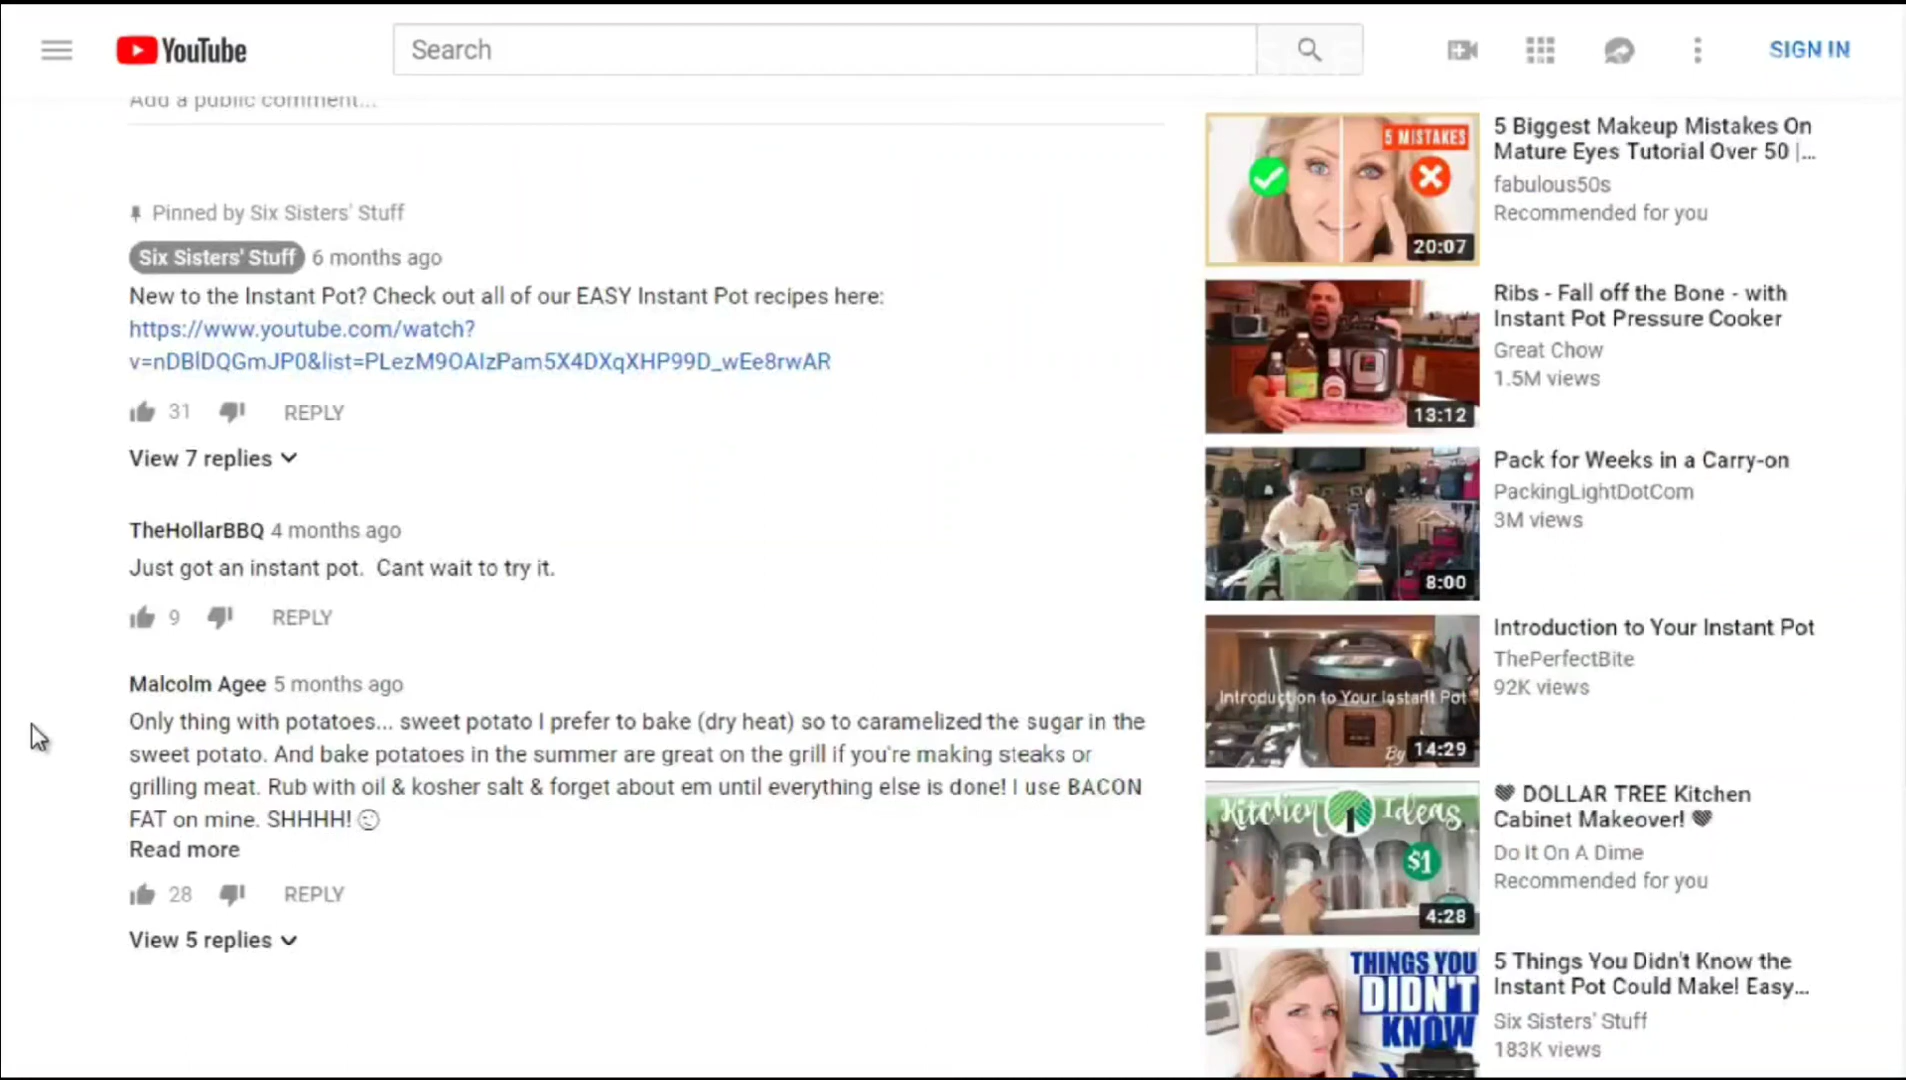 YouTube
Search
SIGN IN
Add a public comment...
Pinned by Six Sisters' Stuff
Six Sisters' Stuff 6 months ago
New to the Instant Pot? Check out all of our EASY Instant Pot recipes here:
https://www.youtube.com/watch?
v=nDBlDQGmJP0&list=PLezM9OAIzPam5X4DXqXHP99D_wEe8rwAR
31 REPLY
View 7 replies
TheHollarBBQ 4 months ago
Just got an instant pot. Cant wait to try it.
9 REPLY
Malcolm Agee 5 months ago
Only thing with potatoes... sweet potato I prefer to bake (dry heat) so to caramelized the sugar in the
sweet potato. And bake potatoes in the summer are great on the grill if you're making steaks or
grilling meat. Rub with oil & kosher salt & forget about em until everything else is done! I use BACON
FAT on mine. SHHHH!
Read more
28 REPLY
View 5 replies
5 MISTAKES
20:07
5 Biggest Makeup Mistakes On
Mature Eyes Tutorial Over 50 |...
fabulous50s
Recommended for you
13:12
Ribs - Fall off the Bone - with
Instant Pot Pressure Cooker
Great Chow
1.5M views
8:00
Pack for Weeks in a Carry-on
PackingLightDotCom
3M views
Introduction to Your Instant Pot
By
14:29
Introduction to Your Instant Pot
ThePerfectBite
92K views
Kitchen Ideas
$1
4:28
DOLLAR TREE Kitchen
Cabinet Makeover!
Do It On A Dime
Recommended for you
THINGS YOU
DIDN'T
KNOW
5 Things You Didn't Know the
Instant Pot Could Make! Easy...
Six Sisters' Stuff
183K views